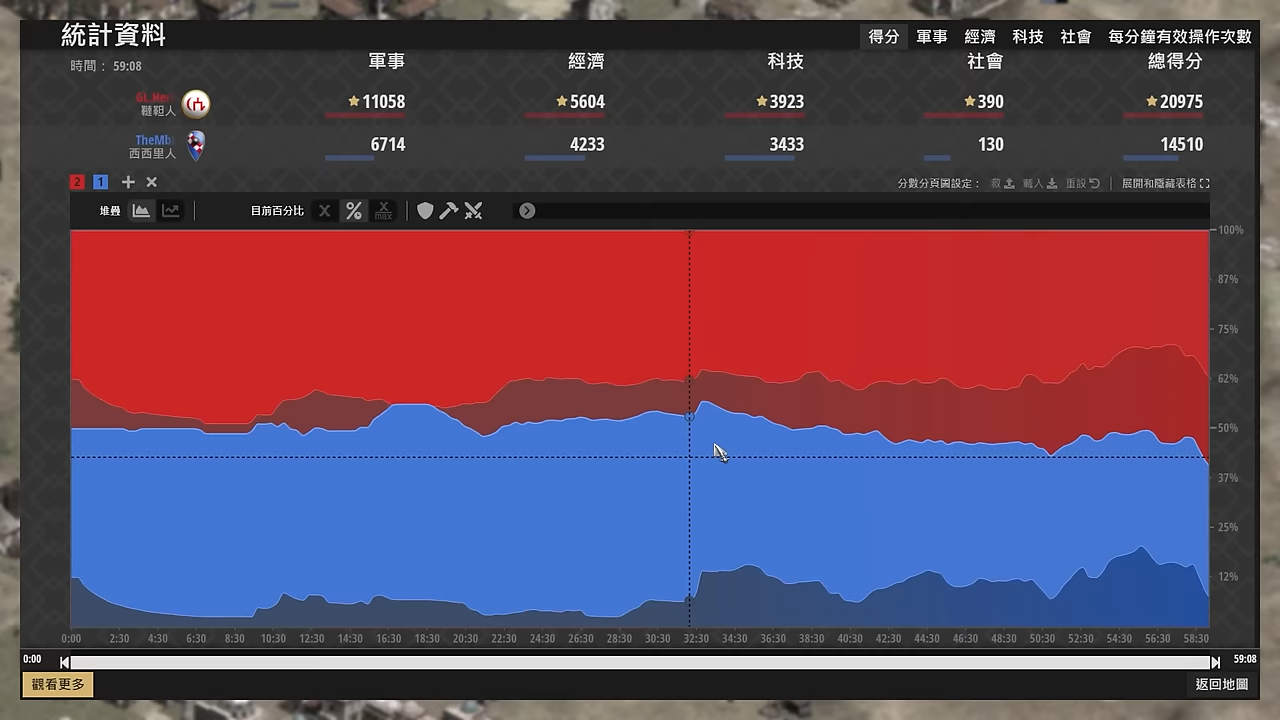 統計資料
得分 軍事 經濟 科技 社會 每分鐘有效操作次數
時間： 59:08
軍事 經濟 科技 社會 總得分
韃靼人 11058 5604 3923 390 20975
TheMb
西西里人 6714 4233 3433 130 14510
2 1
分數分頁圖設定： 載入 重設 展開和隱藏表格
堆疊 目前百分比 X % X max
100%
87%
75%
62%
50%
37%
25%
12%
0:00 2:30 4:30 6:30 8:30 10:30 12:30 14:30 16:30 18:30 20:30 22:30 24:30 26:30 28:30 30:30 32:30 34:30 36:30 38:30 40:30 42:30 44:30 46:30 48:30 50:30 52:30 54:30 56:30 58:30
0:00 59:08
觀看更多 返回地圖